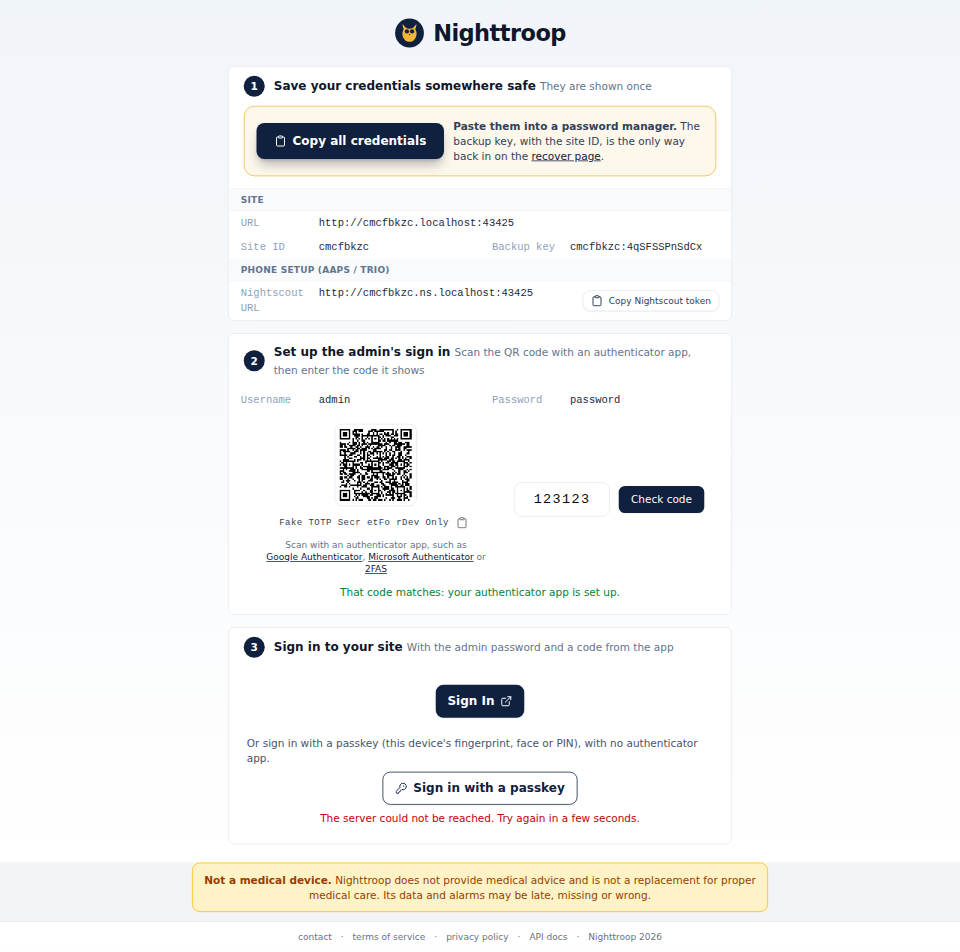 Nighttroop
1 Save your credentials somewhere safe They are shown once
Copy all credentials
Paste them into a password manager. The
backup key, with the site ID, is the only way
back in on the recover page.
SITE
URL http://cmcfbkzc.localhost:43425
Site ID cmcfbkzc Backup key cmcfbkzc:4qSFSSPnSdCx
PHONE SETUP (AAPS / TRIO)
Nightscout URL http://cmcfbkzc.ns.localhost:43425 Copy Nightscout token
2 Set up the admin's sign in Scan the QR code with an authenticator app,
then enter the code it shows
Username admin Password password
123123 Check code
Fake TOTP Secr etFo rDev Only
Scan with an authenticator app, such as
Google Authenticator, Microsoft Authenticator or
2FAS
That code matches: your authenticator app is set up.
3 Sign in to your site With the admin password and a code from the app
Sign In
Or sign in with a passkey (this device's fingerprint, face or PIN), with no authenticator
app.
Sign in with a passkey
The server could not be reached. Try again in a few seconds.
Not a medical device. Nighttroop does not provide medical advice and is not a replacement for proper
medical care. Its data and alarms may be late, missing or wrong.
contact · terms of service · privacy policy · API docs · Nighttroop 2026